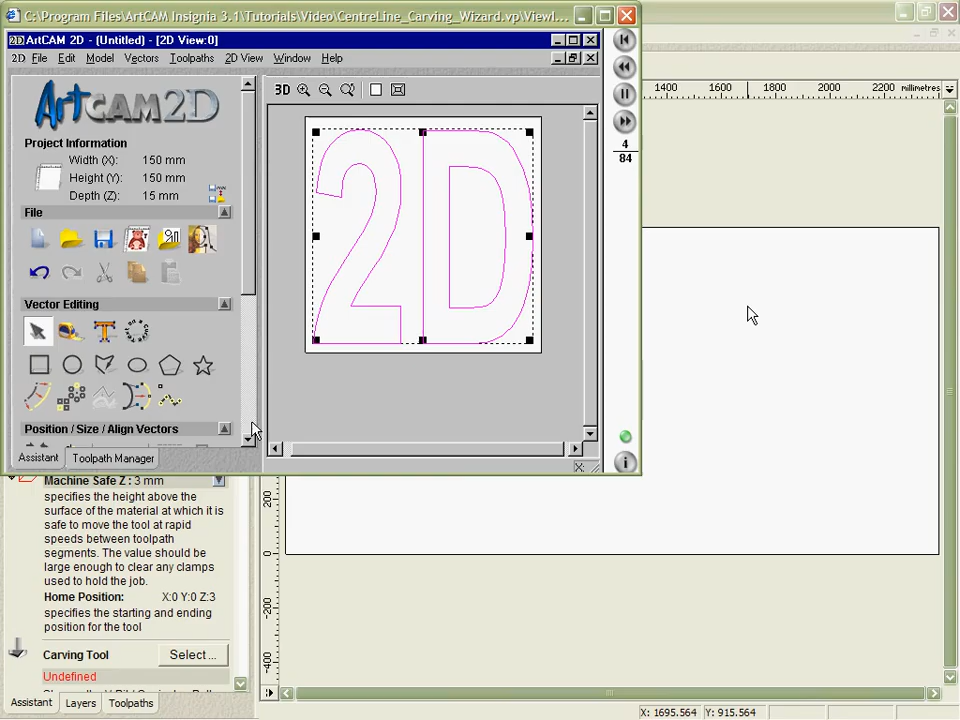 C:\Program Files\ArtCAM Insignia 3.1\Tutorials\Video\CentreLine_Carving_Wizard.vp\ViewI...
2D ArtCAM 2D - (Untitled) - [2D View:0]
2D File Edit Model Vectors Toolpaths 2D View Window Help
1400 1600 1800 2000 2200 millimetres
ArtCAM2D
3D
Project Information
Width (X): 150 mm
Height (Y): 150 mm
Depth (Z): 15 mm
File
4
84
2D
Vector Editing
T
Position / Size / Align Vectors
Assistant Toolpath Manager
i
Machine Safe Z : 3 mm
specifies the height above the
surface of the material at which it is
safe to move the tool at rapid
speeds between toolpath
segments. The value should be
large enough to clear any clamps
used to hold the job.
Home Position: X:0 Y:0 Z:3
specifies the starting and ending
position for the tool
Carving Tool Select...
Undefined
200
0
-200
-400
Assistant Layers Toolpaths
X: 1695.564 Y: 915.564